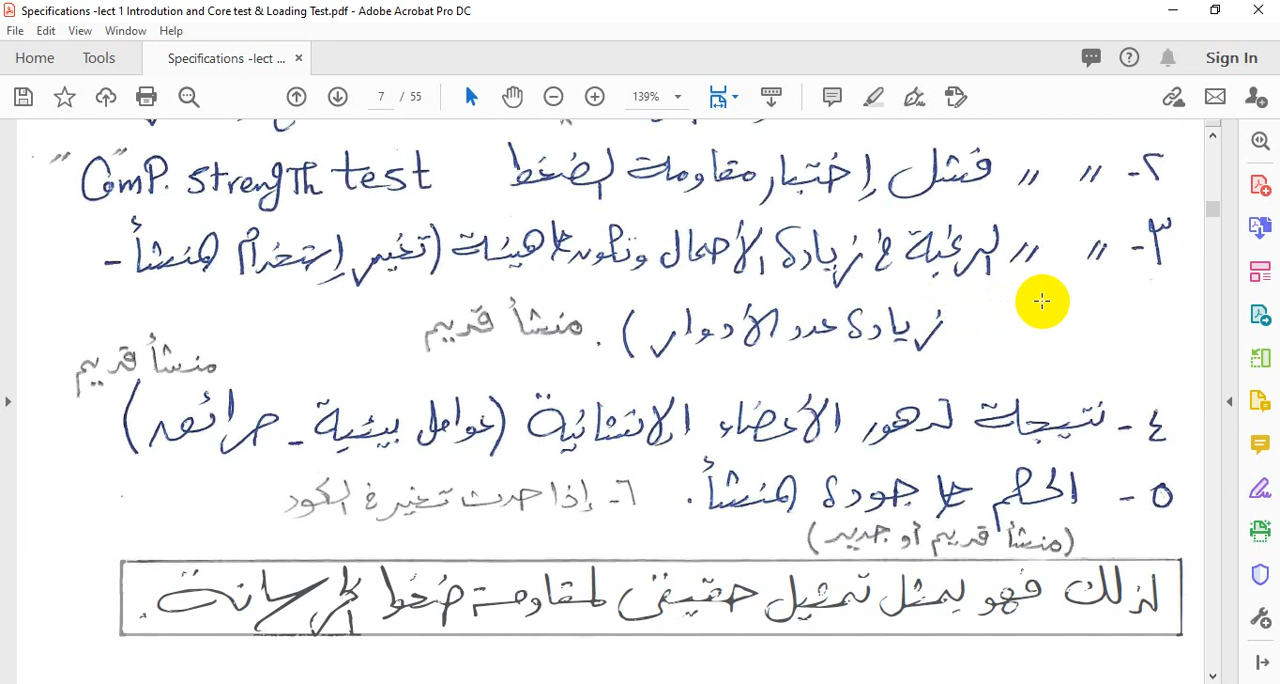 Specifications -lect 1 Introdution and Core test & Loading Test.pdf - Adobe Acrobat Pro DC
File Edit View Window Help
Home Tools Specifications -lect ... × Sign In
7 / 55 139%
٢- " " فشل إختبار مقاومة الضغط "Comp. strength test"
٣- " " الرغبة في زيادة الأحمال وتكون على هيئة (تغيير إستخدام المنشأ -
زيادة عدد الأدوار). منشأ قديم
منشأ قديم
٤- نتيجة تدهور الأعضاء الإنشائية (عوامل بيئية - حرائق)
٥- الحكم على جودة المنشأ. ٦- إذا حدث تغير في الكود
(منشأ قديم أو جديد)
لذلك فهو يمثل تمثيل حقيقى لمقاومة ضغط الخرسانة.